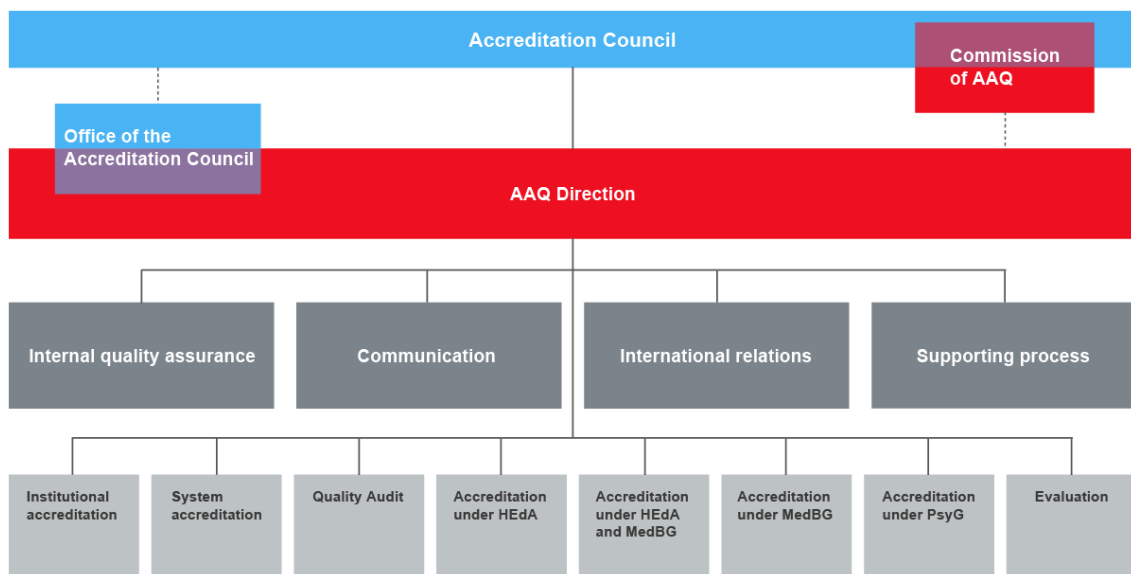 Accreditation Council
Commission
of AAQ
Office of the
Accreditation Council
AAQ Direction
Internal quality assurance
Communication
International relations
Supporting process
Institutional
accreditation
System
accreditation
Quality Audit
Accreditation
under HEdA
Accreditation
under HEdA
and MedBG
Accreditation
under MedBG
Accreditation
under PsyG
Evaluation